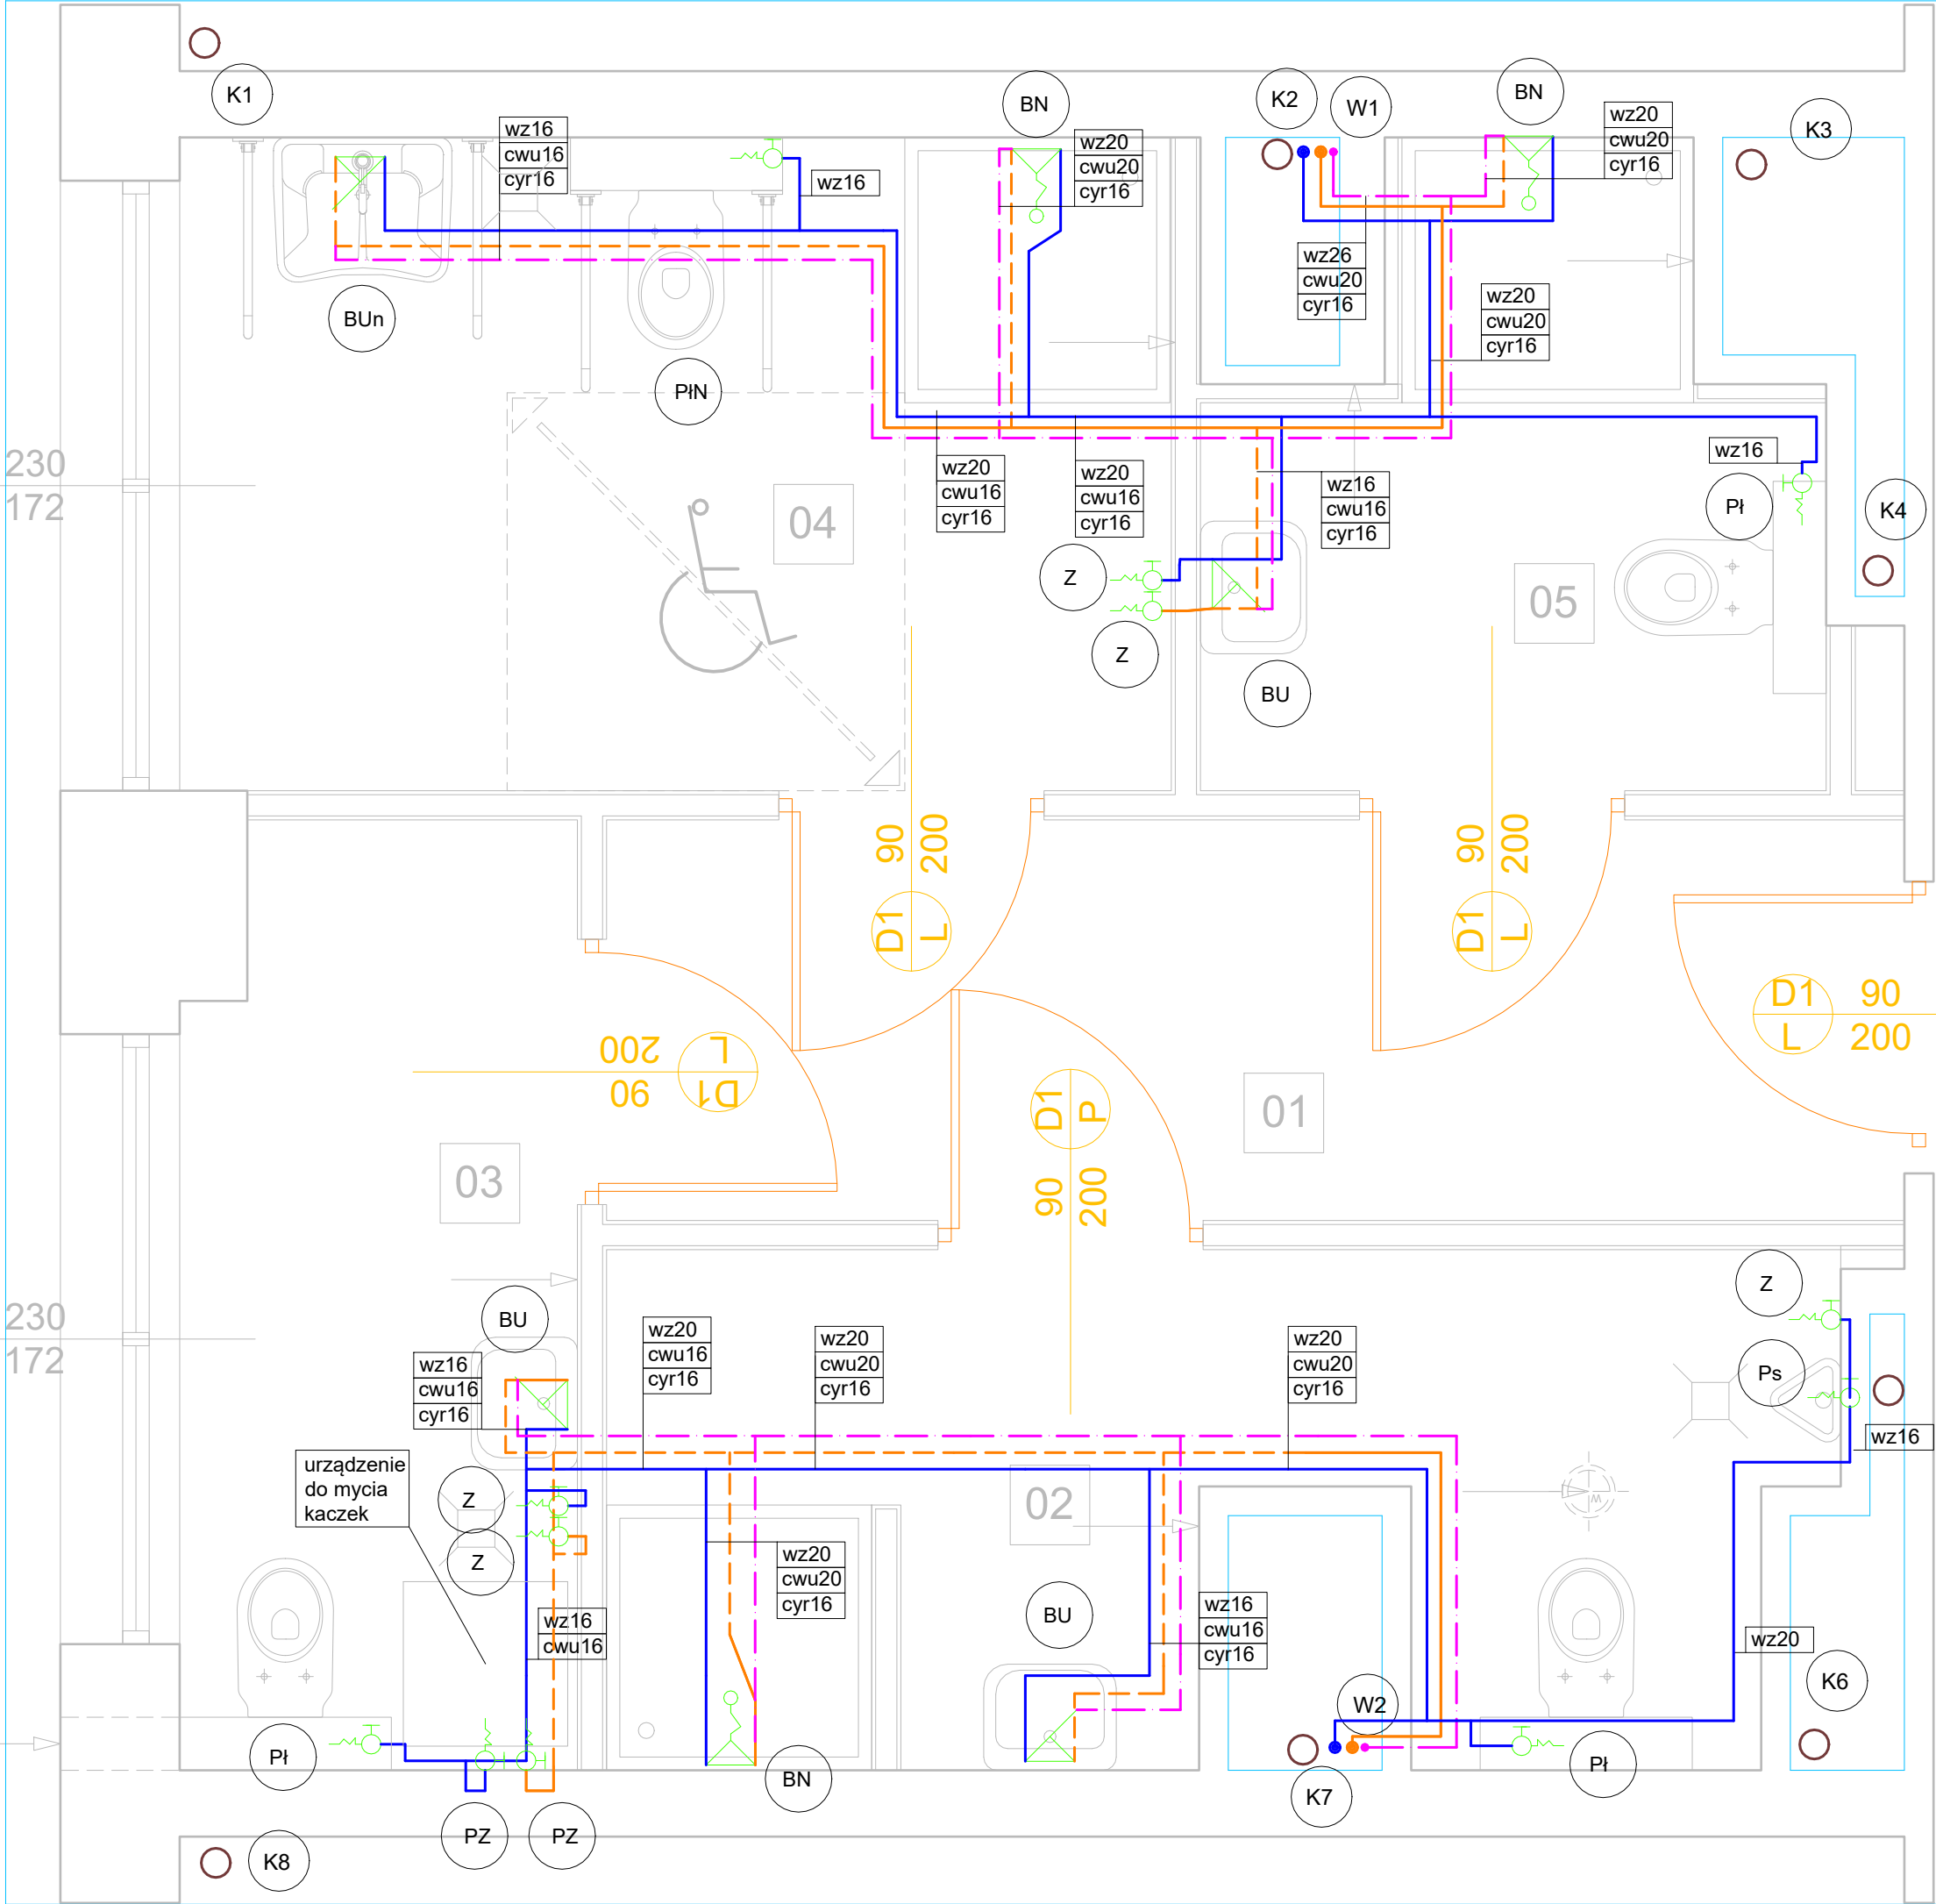 K1
wz16
cwu16
cyr16
wz16
BN
wz20
cwu20
cyr16
K2
W1
BN
wz20
cwu20
cyr16
K3
BUn
PłN
wz26
cwu20
cyr16
wz20
cwu20
cyr16
230
172
04
wz20
cwu16
cyr16
wz20
cwu16
cyr16
wz16
cwu16
cyr16
wz16
Pł
K4
Z
Z
BU
05
D1
L
90
200
D1
L
90
200
D1
L
90
200
D1
L
90
200
D1
P
90
200
01
03
230
172
BU
wz16
cwu16
cyr16
wz20
cwu16
cyr16
wz20
cwu20
cyr16
wz20
cwu20
cyr16
Z
Ps
wz16
urządzenie
do mycia
kaczek
Z
Z
02
W
wz20
cwu20
cyr16
wz16
cwu16
BU
wz16
cwu16
cyr16
wz20
K6
W2
Pł
BN
Pł
K7
PZ
PZ
K8